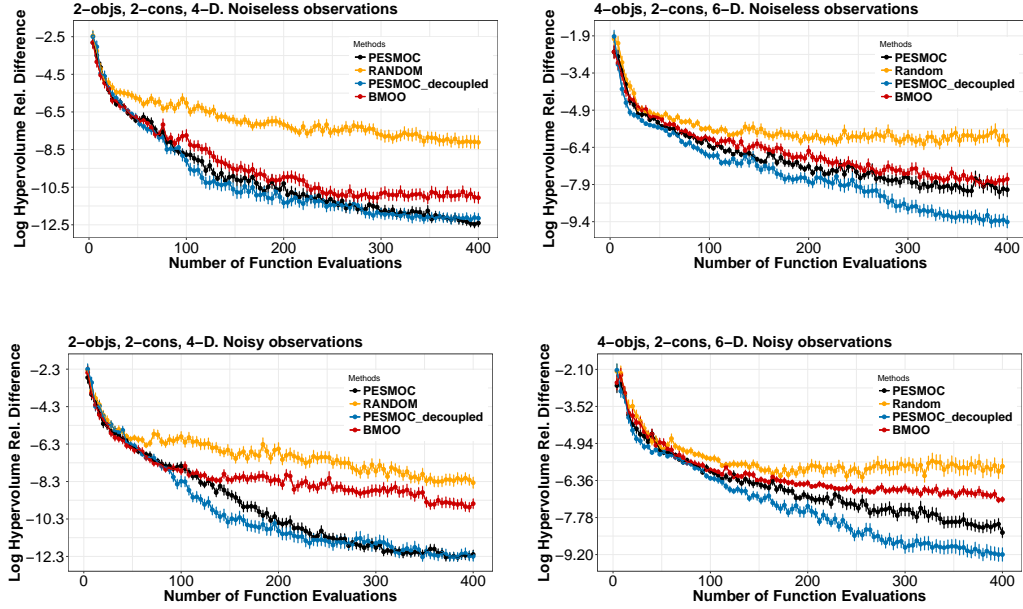 2−objs, 2−cons, 4−D. Noiseless observations
Log Hypervolume Rel. Difference
−2.5
−4.5
−6.5
−8.5
−10.5
−12.5
Methods
PESMOC
RANDOM
PESMOC_decoupled
BMOO
0 100 200 300 400
Number of Function Evaluations
4−objs, 2−cons, 6−D. Noiseless observations
Log Hypervolume Rel. Difference
−1.9
−3.4
−4.9
−6.4
−7.9
−9.4
Methods
PESMOC
Random
PESMOC_decoupled
BMOO
0 100 200 300 400
Number of Function Evaluations
2−objs, 2−cons, 4−D. Noisy observations
Log Hypervolume Rel. Difference
−2.3
−4.3
−6.3
−8.3
−10.3
−12.3
Methods
PESMOC
RANDOM
PESMOC_decoupled
BMOO
0 100 200 300 400
Number of Function Evaluations
4−objs, 2−cons, 6−D. Noisy observations
Log Hypervolume Rel. Difference
−2.10
−3.52
−4.94
−6.36
−7.78
−9.20
Methods
PESMOC
Random
PESMOC_decoupled
BMOO
0 100 200 300 400
Number of Function Evaluations